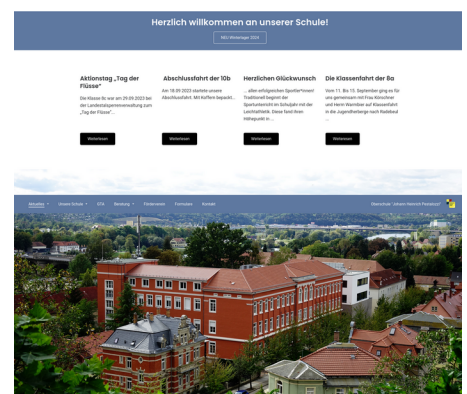 Herzlich willkommen an unserer Schule!
NEU Winterlager 2024
Aktionstag „Tag der
Flüsse“
Die Klasse 8s war am 29.09.2023 bei
der Landestalsperrenverwaltung zum
„Tag der Flüsse“...
Weiterlesen
Abschlussfahrt der 10b
Am 18.09.2023 startete unsere
Abschlussfahrt. Mit Koffern bepackt...
Weiterlesen
Herzlichen Glückwunsch
... allen erfolgreichen Sportler*innen!
Traditionell beginnt der
Sportunterricht im Schuljahr mit der
Leichtathletik. Diese fand ihren
Höhepunkt in ...
Weiterlesen
Die Klassenfahrt der 8a
Vom 11. Bis 15. September ging es für
uns gemeinsam mit Frau Körschner
und Herrn Warmbier auf Klassenfahrt
in die Jugendherberge nach Radebeul
...
Weiterlesen
Aktuelles Unsere Schule GTA Beratung Förderverein Formulare Kontakt Oberschule "Johann Heinrich Pestalozzi"